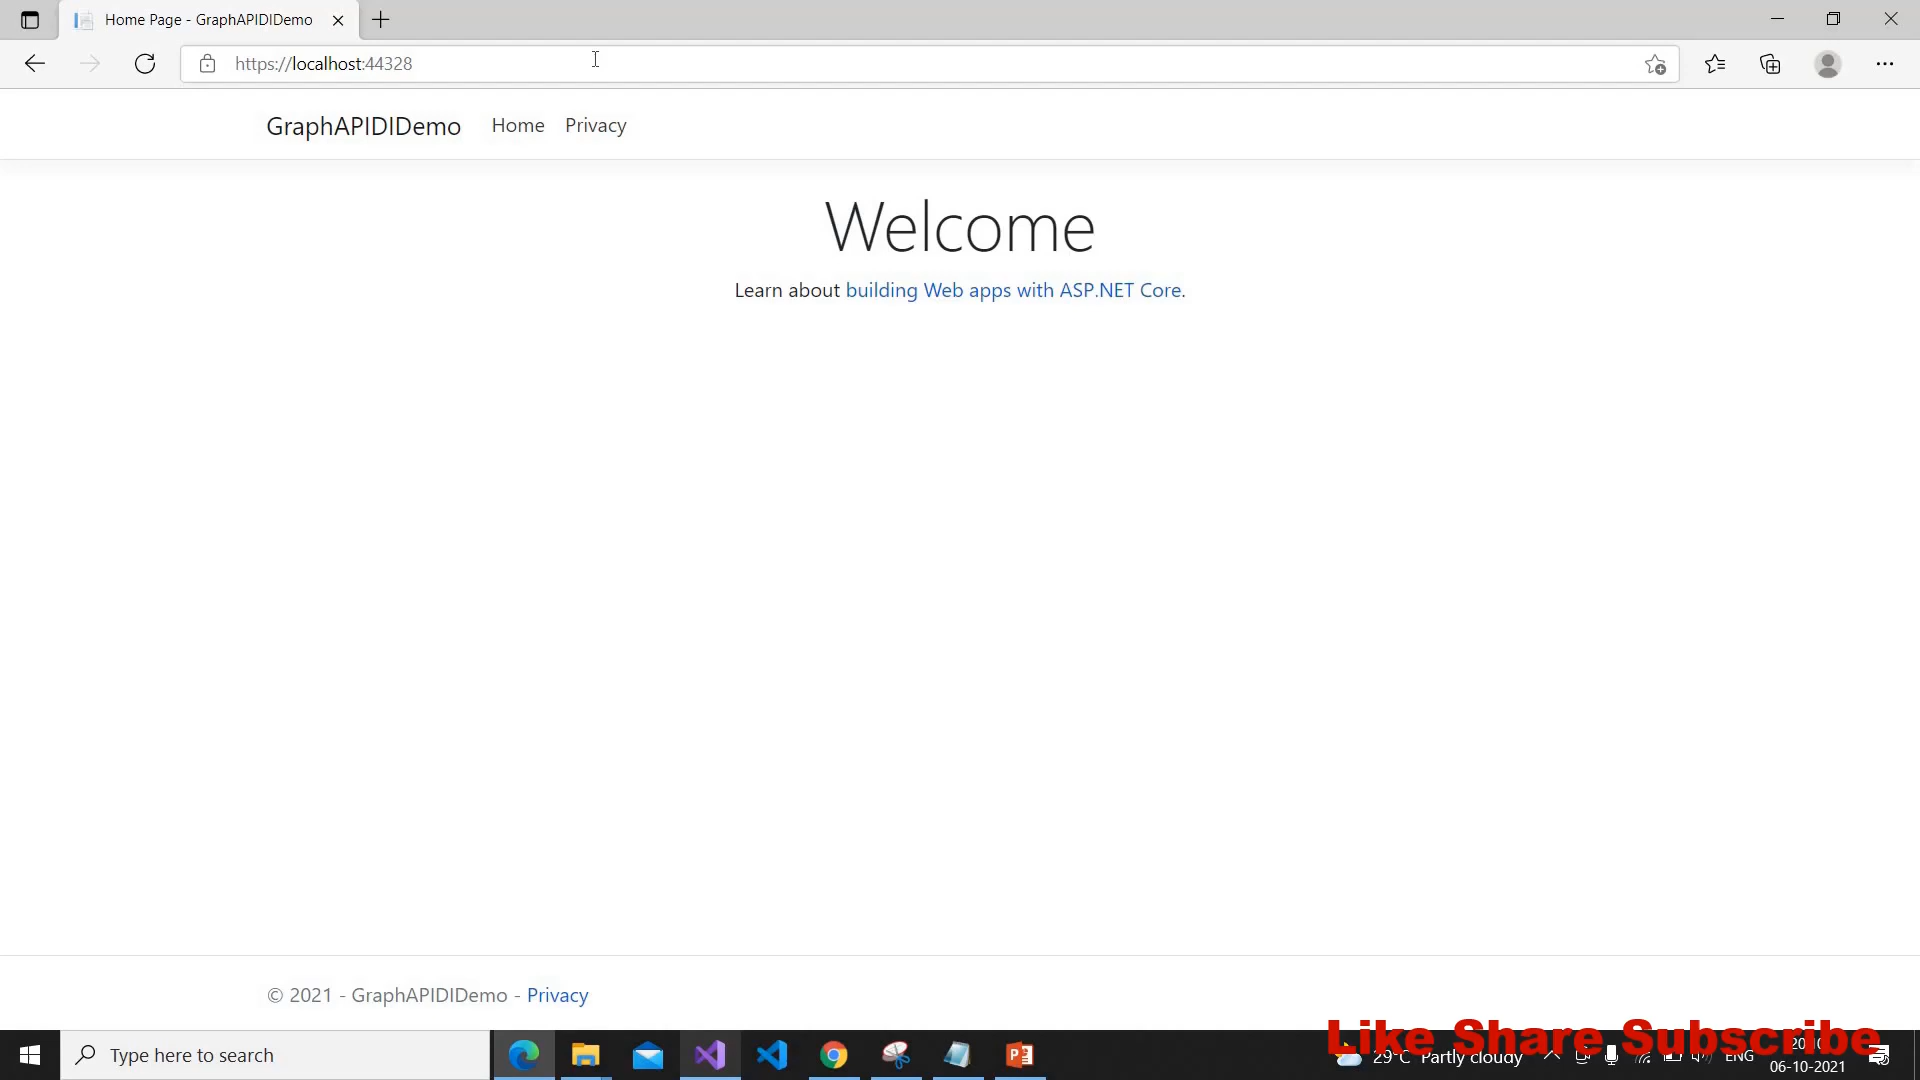 Home Page - GraphAPIDIDemo
https://localhost:44328
GraphAPIDIDemo Home Privacy
Welcome
Learn about building Web apps with ASP.NET Core.
© 2021 - GraphAPIDIDemo - Privacy
Like Share Subscribe
Type here to search
29°C Partly cloudy
ENG
06-10-2021